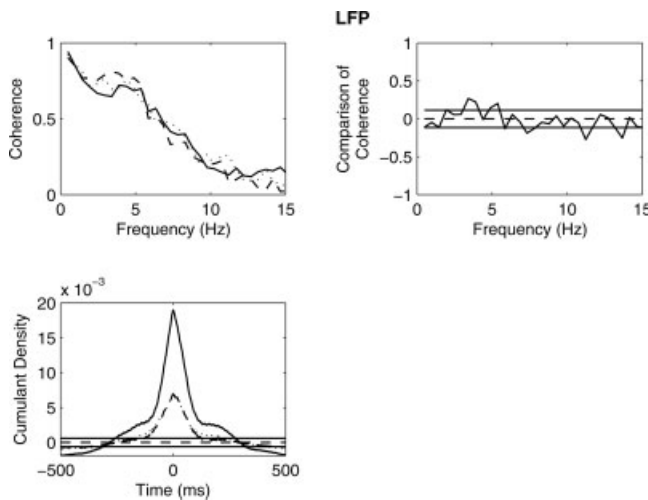 LFP
1
0.5
0
Coherence
0
5
10
15
Frequency (Hz)
1
0.5
0
−0.5
−1
Comparison of
Coherence
0
5
10
15
Frequency (Hz)
x 10⁻³
20
15
10
5
0
Cumulant Density
−500
0
500
Time (ms)